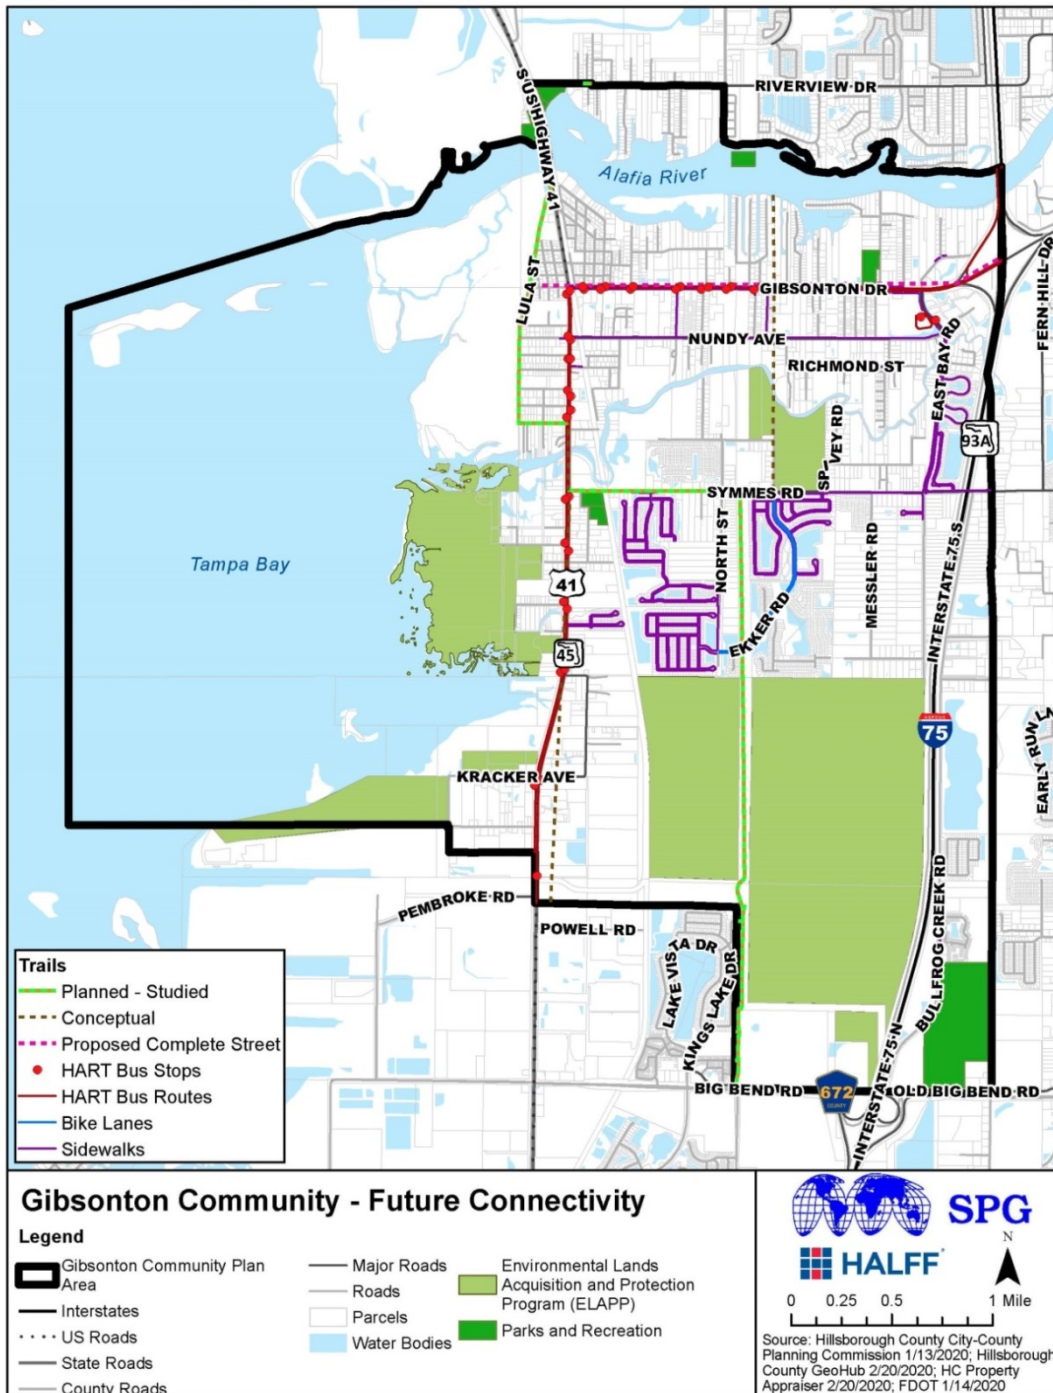 RIVERVIEW DR
S US HIGHWAY 41
Alafia River
FERN HILL DR
LULA ST
GIBSONTON DR
NUNDY AVE
EAST BAY RD
RICHMOND ST
93A
SP
VEY RD
SYMMES RD
Tampa Bay
NORTH ST
MESSLER RD
INTERSTATE 75 S
41
EKKER RD
45
75
EARLY RUN LA
KRACKER AVE
BULLFROG CREEK RD
PEMBROKE RD
POWELL RD
LAKE VISTA DR
KINGS LAKE DR
INTERSTATE 75 N
BIG BEND RD
672
COUNTY
OLD BIG BEND RD
Trails
Planned - Studied
Conceptual
Proposed Complete Street
HART Bus Stops
HART Bus Routes
Bike Lanes
Sidewalks
Gibsonton Community - Future Connectivity
Legend
Gibsonton Community Plan
Area
Interstates
US Roads
State Roads
County Roads
Major Roads
Roads
Parcels
Water Bodies
Environmental Lands
Acquisition and Protection
Program (ELAPP)
Parks and Recreation
SPG
HALFF
N
0 0.25 0.5 1 Mile
Source: Hillsborough County City-County
Planning Commission 1/13/2020; Hillsborough
County GeoHub 2/20/2020; HC Property
Appraiser 2/20/2020; FDOT 1/14/2020